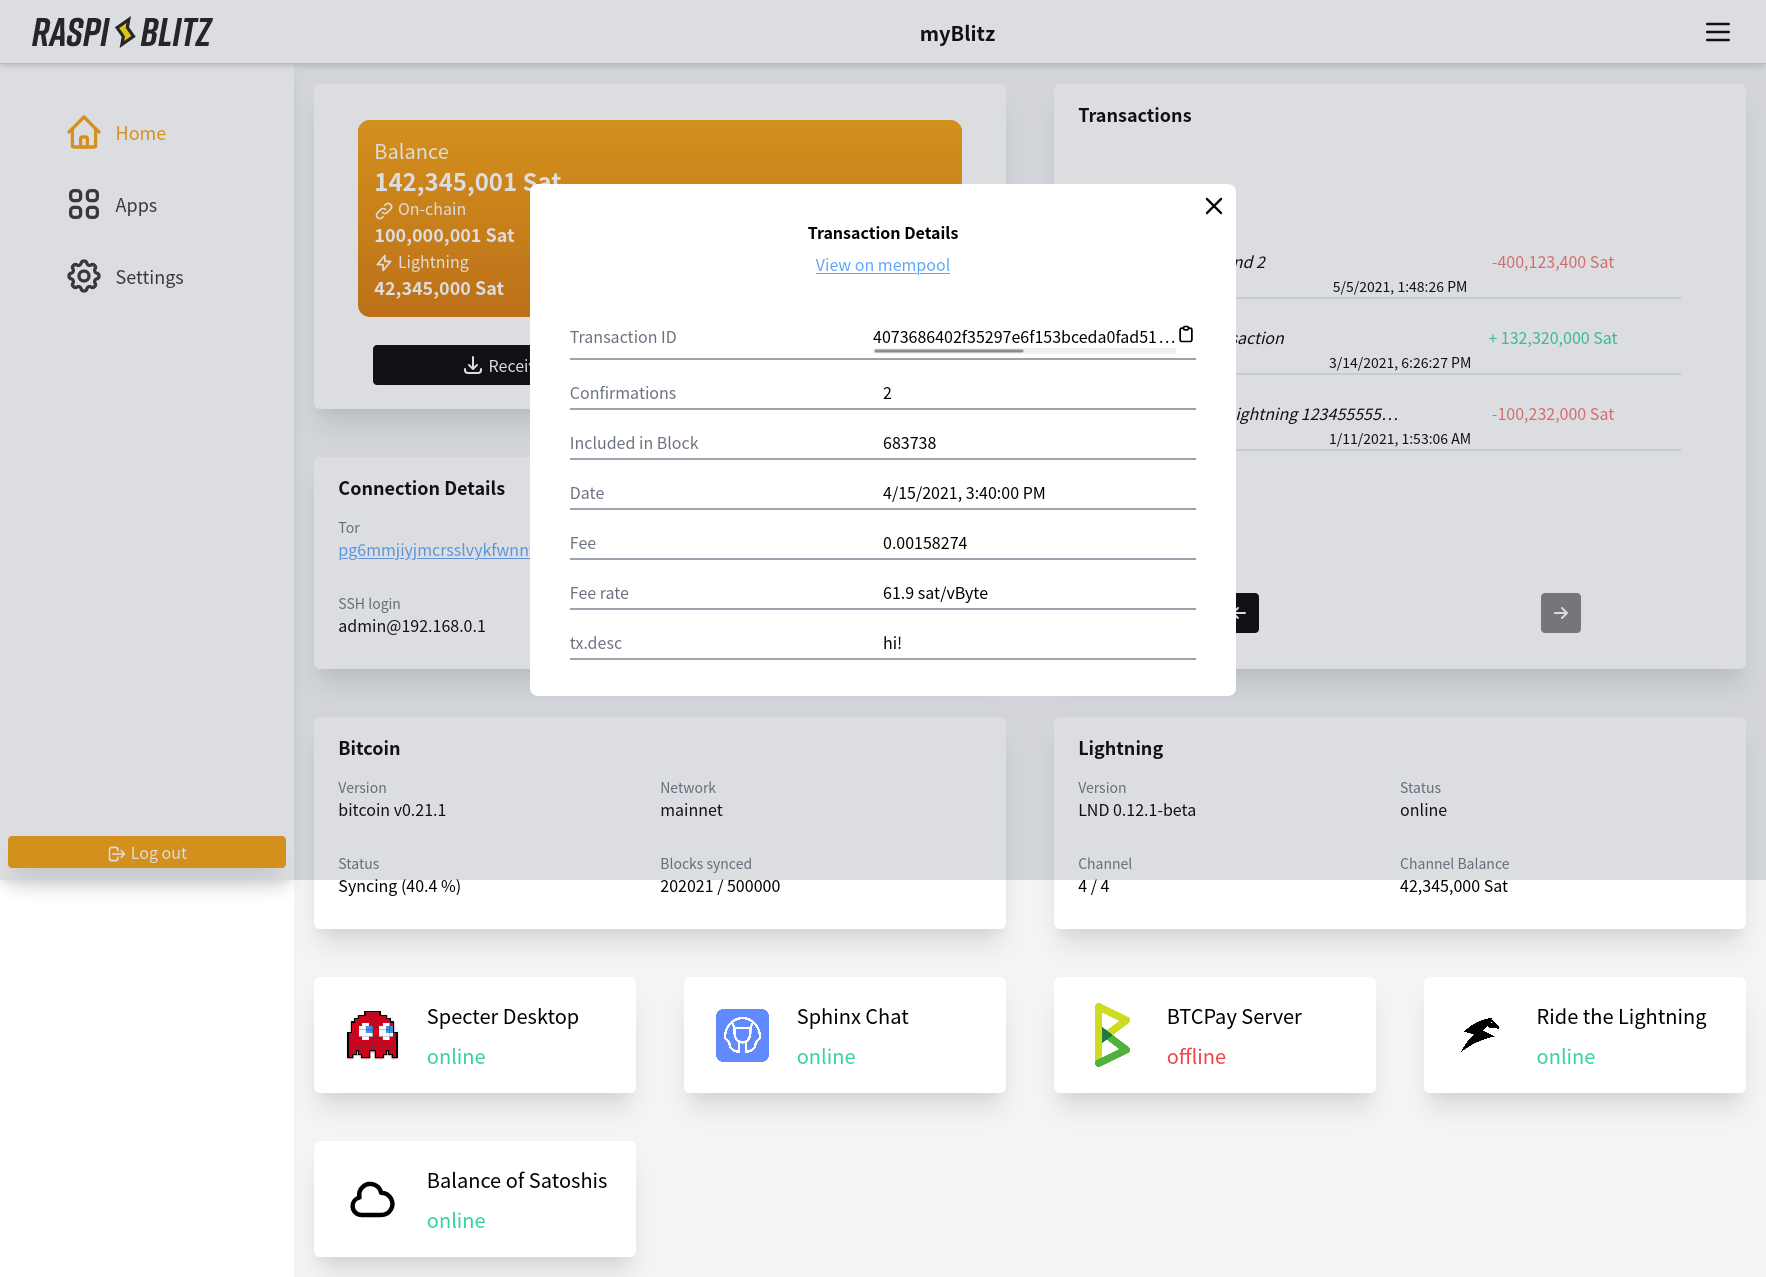 RASPI BLITZ
myBlitz
Home
Apps
Settings
Log out
Balance
142,345,001 Sat
On-chain
100,000,001 Sat
Lightning
42,345,000 Sat
Transactions
nd 2
-400,123,400 Sat
5/5/2021, 1:48:26 PM
+ 132,320,000 Sat
3/14/2021, 6:26:27 PM
ightning 123455555…
-100,232,000 Sat
1/11/2021, 1:53:06 AM
Transaction Details
View on mempool
Transaction ID
4073686402f35297e6f153bceda0fad51…
Confirmations
2
Included in Block
683738
Date
4/15/2021, 3:40:00 PM
Fee
0.00158274
Fee rate
61.9 sat/vByte
tx.desc
hi!
Connection Details
Tor
pg6mmjiyjmcrsslvykfwnn
SSH login
admin@192.168.0.1
Bitcoin
Version
bitcoin v0.21.1
Network
mainnet
Status
Syncing (40.4 %)
Blocks synced
202021 / 500000
Lightning
Version
LND 0.12.1-beta
Status
online
Channel
4 / 4
Channel Balance
42,345,000 Sat
Specter Desktop
online
Sphinx Chat
online
BTCPay Server
offline
Ride the Lightning
online
Balance of Satoshis
online